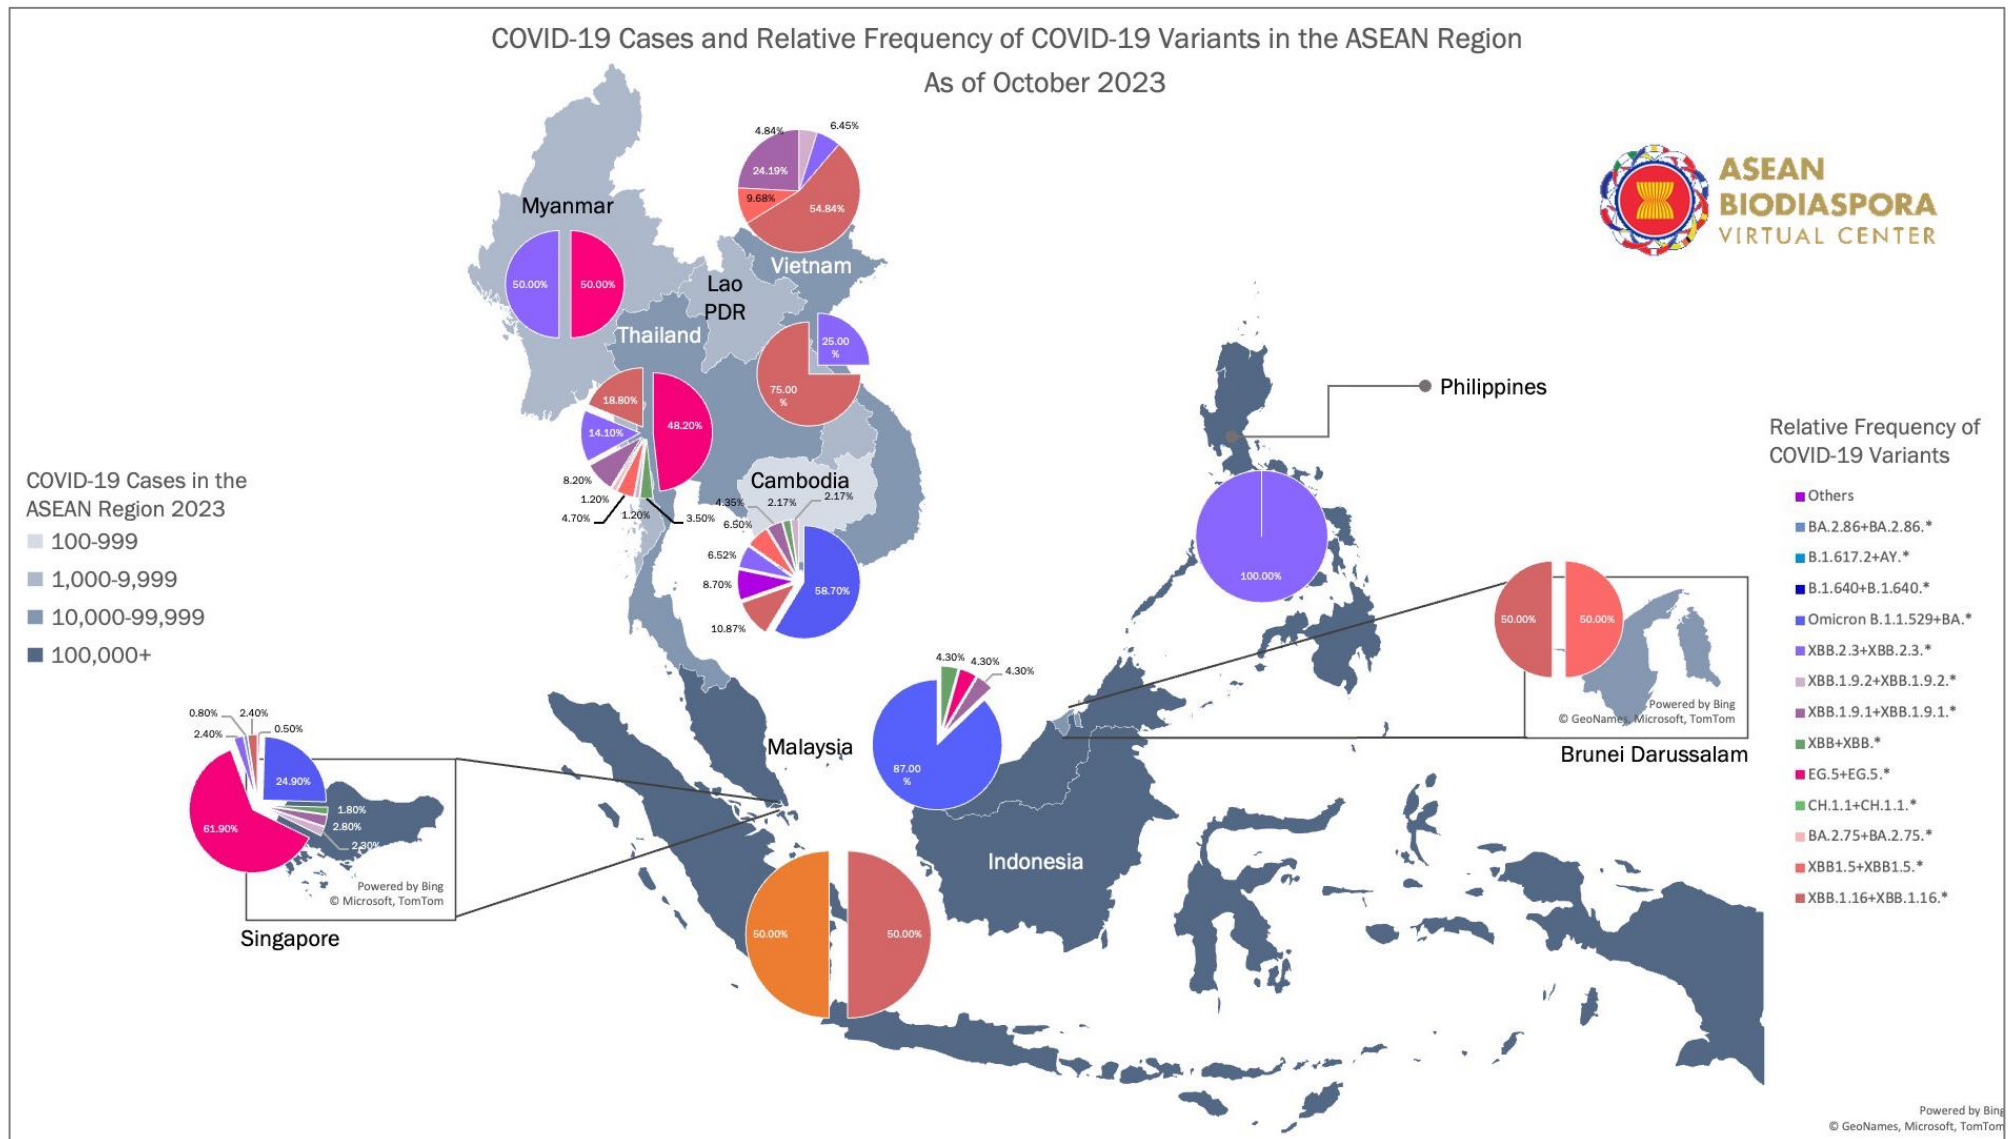 COVID-19 Cases and Relative Frequency of COVID-19 Variants in the ASEAN Region
As of October 2023
ASEAN
BIODIASPORA
VIRTUAL CENTER
Myanmar
50.00%
50.00%
4.84%
6.45%
24.19%
9.68%
54.84%
Vietnam
Lao
PDR
25.00
%
75.00
%
Thailand
18.80%
48.20%
14.10%
8.20%
1.20%
4.70%
1.20%
3.50%
Cambodia
4.35%
2.17%
2.17%
6.50%
6.52%
8.70%
58.70%
10.87%
Philippines
100.00%
COVID-19 Cases in the
ASEAN Region 2023
100-999
1,000-9,999
10,000-99,999
100,000+
Relative Frequency of
COVID-19 Variants
Others
BA.2.86+BA.2.86.*
B.1.617.2+AY.*
B.1.640+B.1.640.*
Omicron B.1.1.529+BA.*
XBB.2.3+XBB.2.3.*
XBB.1.9.2+XBB.1.9.2.*
XBB.1.9.1+XBB.1.9.1.*
XBB+XBB.*
EG.5+EG.5.*
CH.1.1+CH.1.1.*
BA.2.75+BA.2.75.*
XBB1.5+XBB1.5.*
XBB.1.16+XBB.1.16.*
50.00%
50.00%
Powered by Bing
© GeoNames, Microsoft, TomTom
Brunei Darussalam
4.30%
4.30%
4.30%
Malaysia
87.00
%
0.80%
2.40%
2.40%
0.50%
24.90%
1.80%
2.80%
2.30%
61.90%
Powered by Bing
© Microsoft, TomTom
Singapore
Indonesia
50.00%
50.00%
Powered by Bing
© GeoNames, Microsoft, TomTom